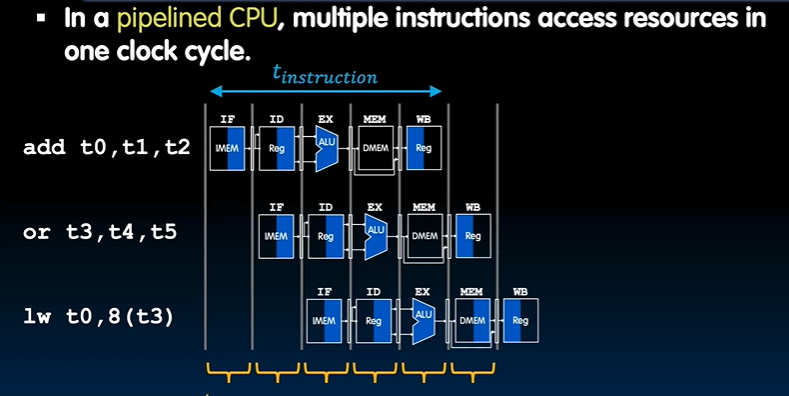 ▪ In a pipelined CPU, multiple instructions access resources in
one clock cycle.
t_instruction
IF ID EX MEM WB
add t0,t1,t2 IMEM Reg ALU DMEM Reg
IF ID EX MEM WB
or t3,t4,t5 IMEM Reg ALU DMEM Reg
IF ID EX MEM WB
lw t0,8(t3) IMEM Reg ALU DMEM Reg